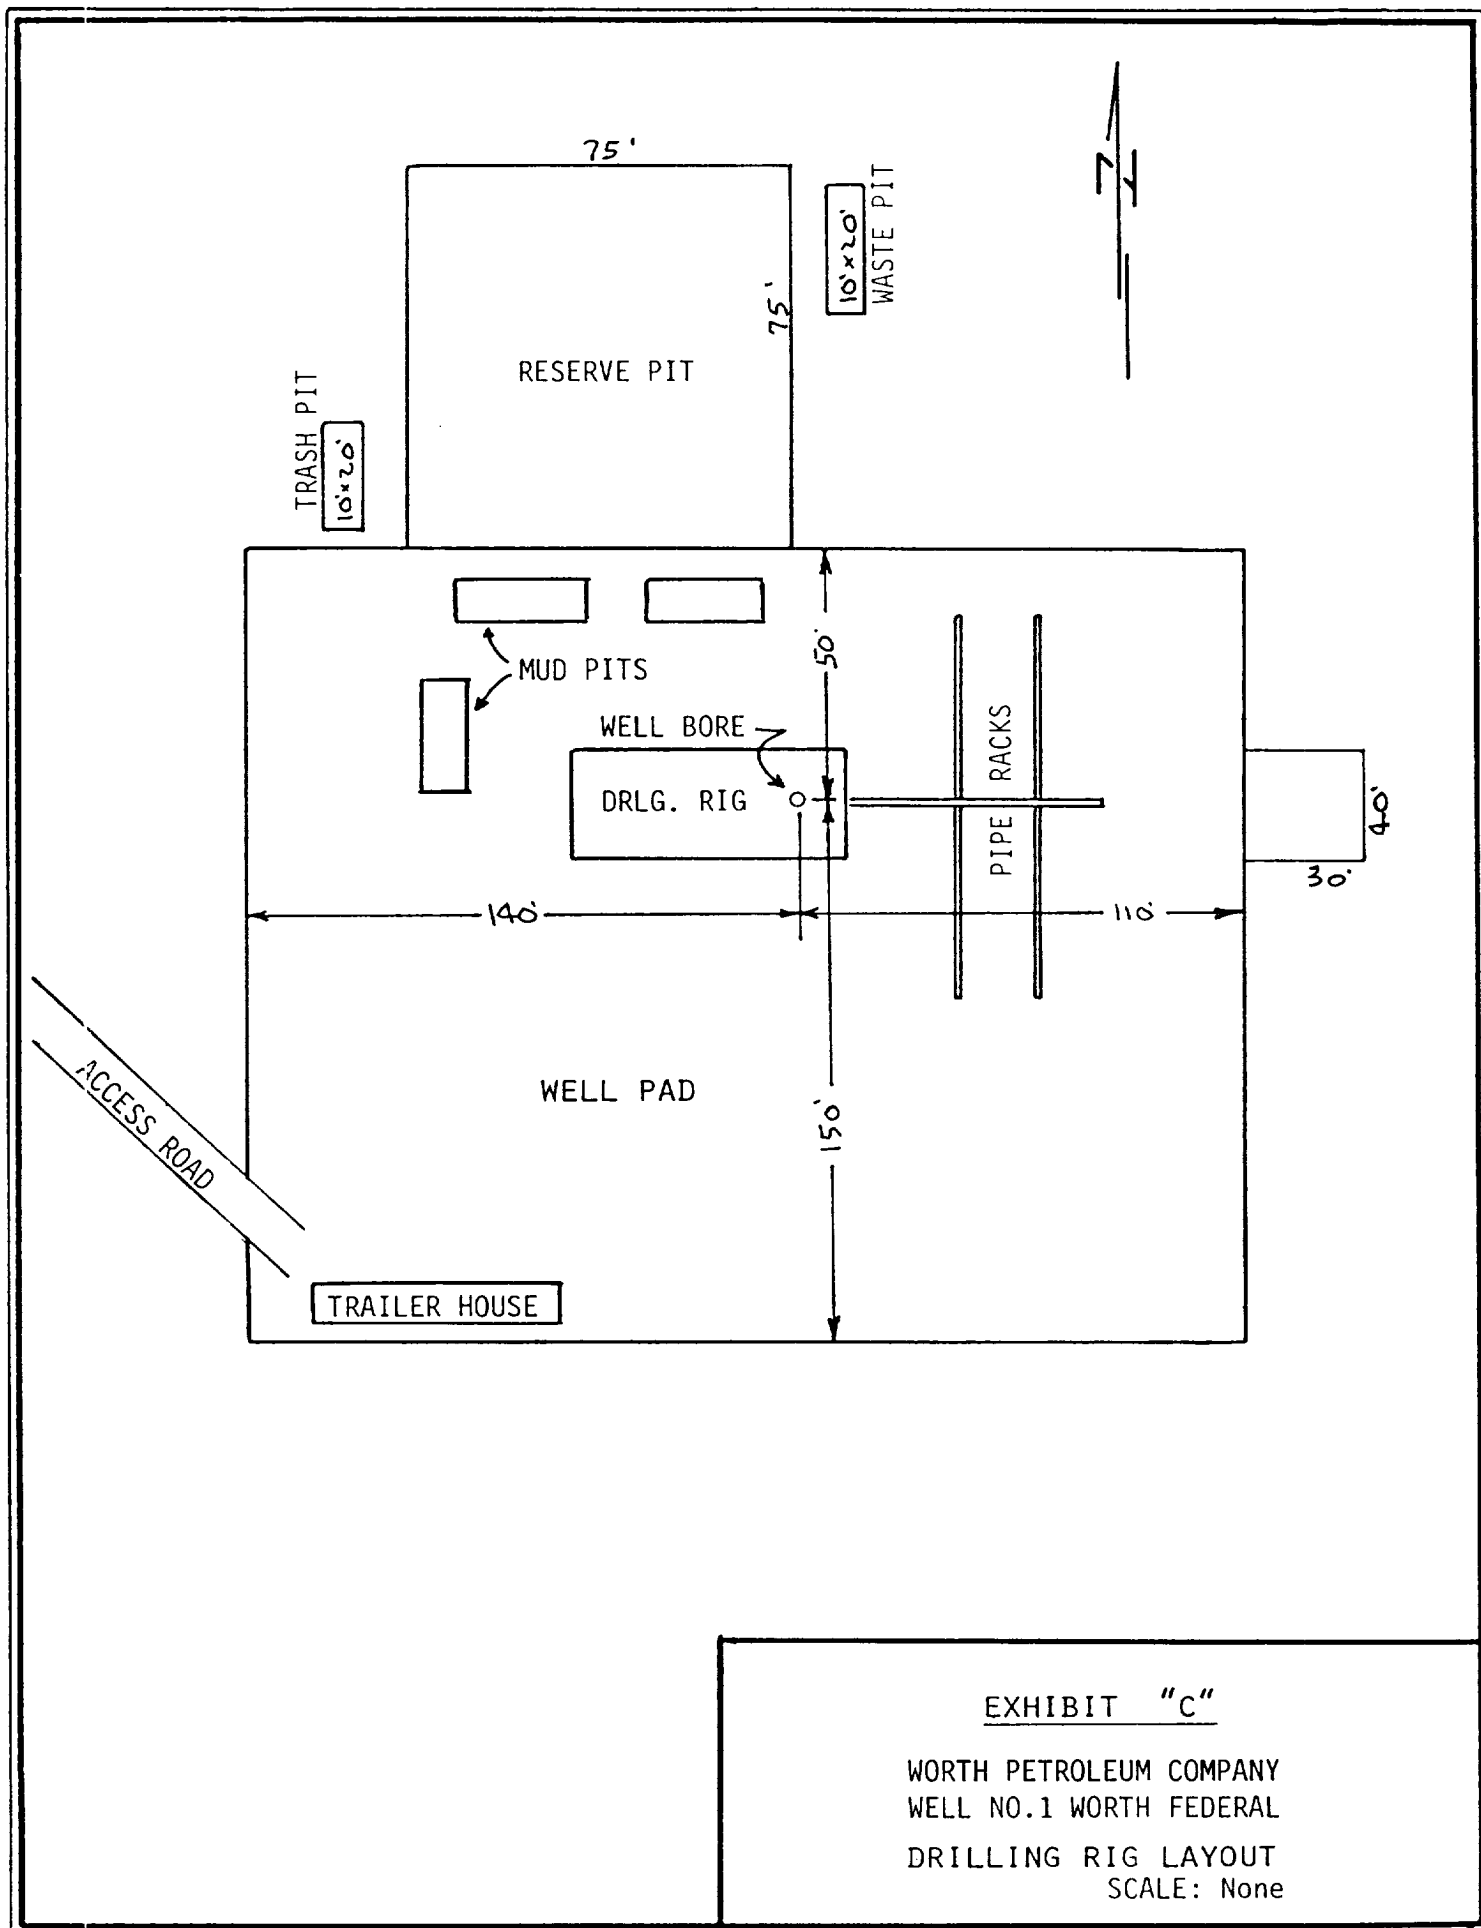 75'
N
10'x20'
WASTE PIT
75'
RESERVE PIT
TRASH PIT
10'x20'
50'
MUD PITS
WELL BORE
PIPE RACKS
DRLG. RIG
40'
30'
140'
110'
ACCESS ROAD
WELL PAD
150'
TRAILER HOUSE
EXHIBIT "C"
WORTH PETROLEUM COMPANY
WELL NO.1 WORTH FEDERAL
DRILLING RIG LAYOUT
SCALE: None